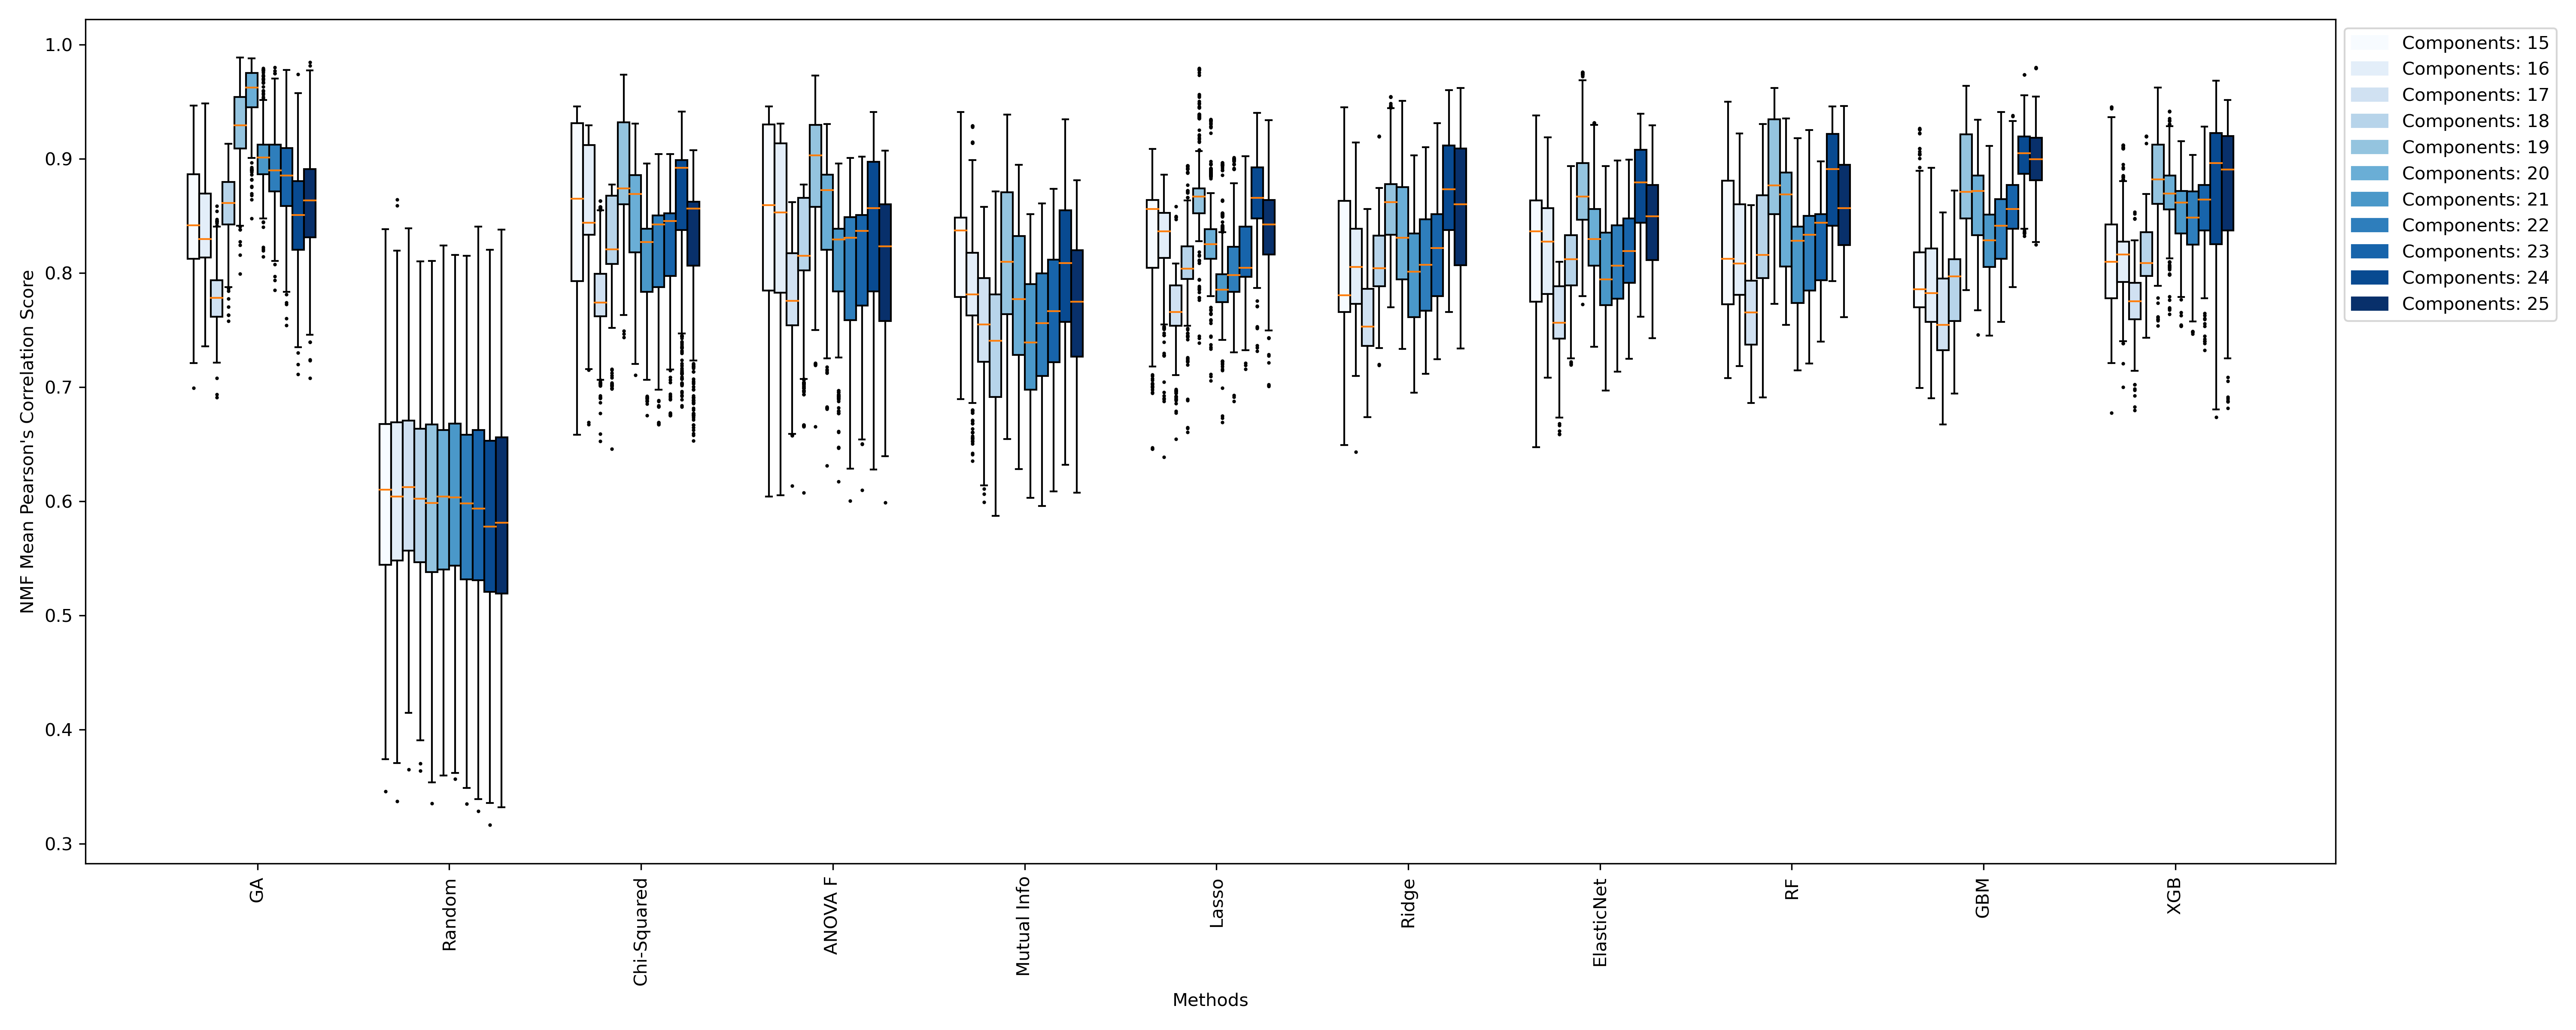 NMF Mean Pearson's Correlation Score
1.0
0.9
0.8
0.7
0.6
0.5
0.4
0.3
GA
Random
Chi-Squared
ANOVA F
Mutual Info
Lasso
Ridge
ElasticNet
RF
GBM
XGB
Methods
Components: 15
Components: 16
Components: 17
Components: 18
Components: 19
Components: 20
Components: 21
Components: 22
Components: 23
Components: 24
Components: 25